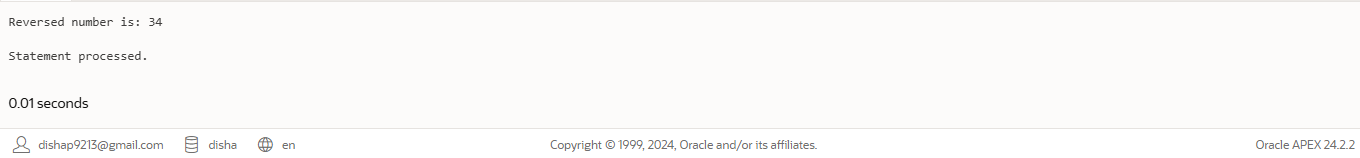 Reversed number is: 34
Statement processed.
0.01 seconds
dishap9213@gmail.com disha en Copyright © 1999, 2024, Oracle and/or its affiliates. Oracle APEX 24.2.2